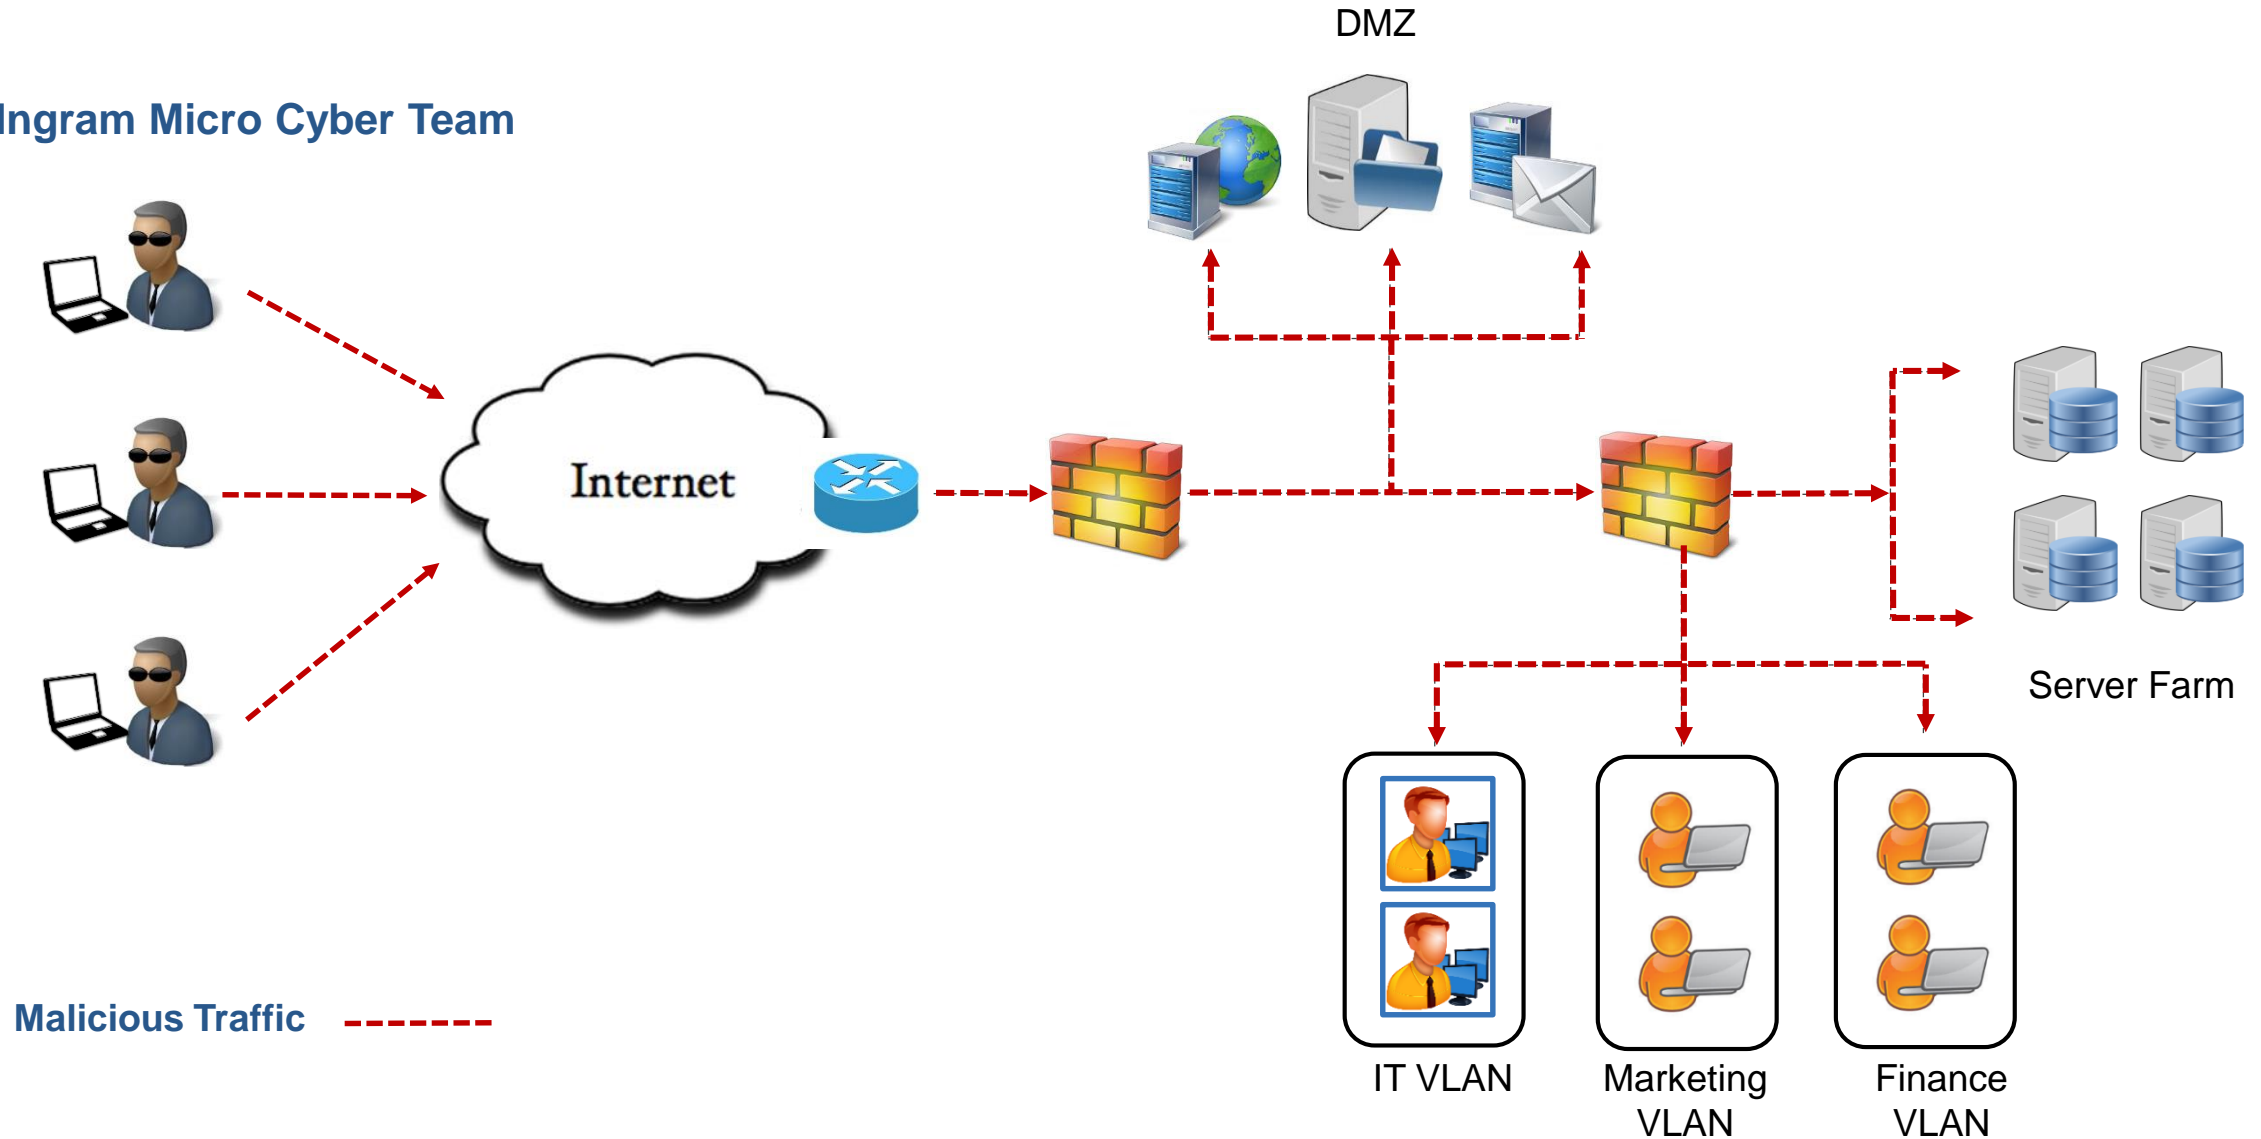 DMZ
Ingram Micro Cyber Team
Internet
Server Farm
Malicious Traffic
IT VLAN
Marketing
VLAN
Finance
VLAN